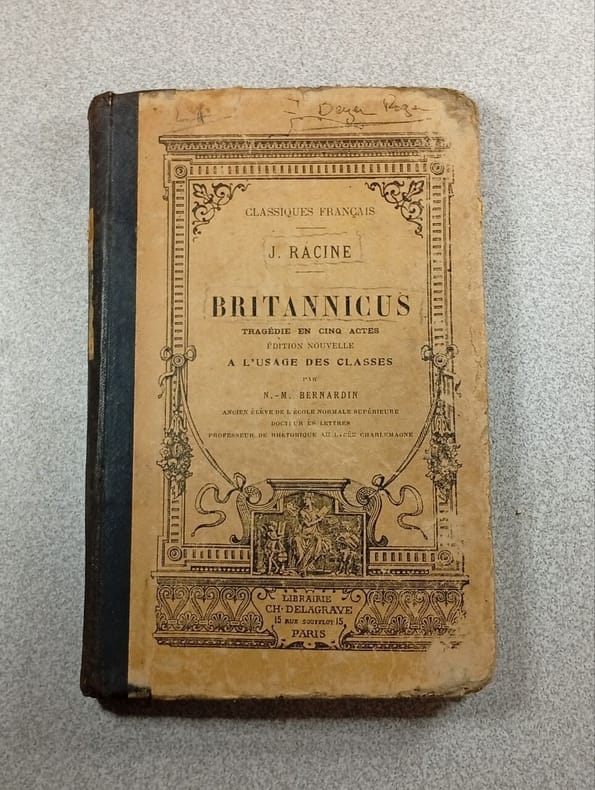 CLASSIQUES FRANÇAIS
J. RACINE
BRITANNICUS
TRAGÉDIE EN CINQ ACTES
ÉDITION NOUVELLE
A L'USAGE DES CLASSES
PAR
N.-M. BERNARDIN
ANCIEN ÉLÈVE DE L'ÉCOLE NORMALE SUPÉRIEURE
DOCTEUR ÈS LETTRES
PROFESSEUR DE RHÉTORIQUE AU LYCÉE CHARLEMAGNE
LIBRAIRIE
CH. DELAGRAVE
15 RUE SOUFFLOT 15
PARIS